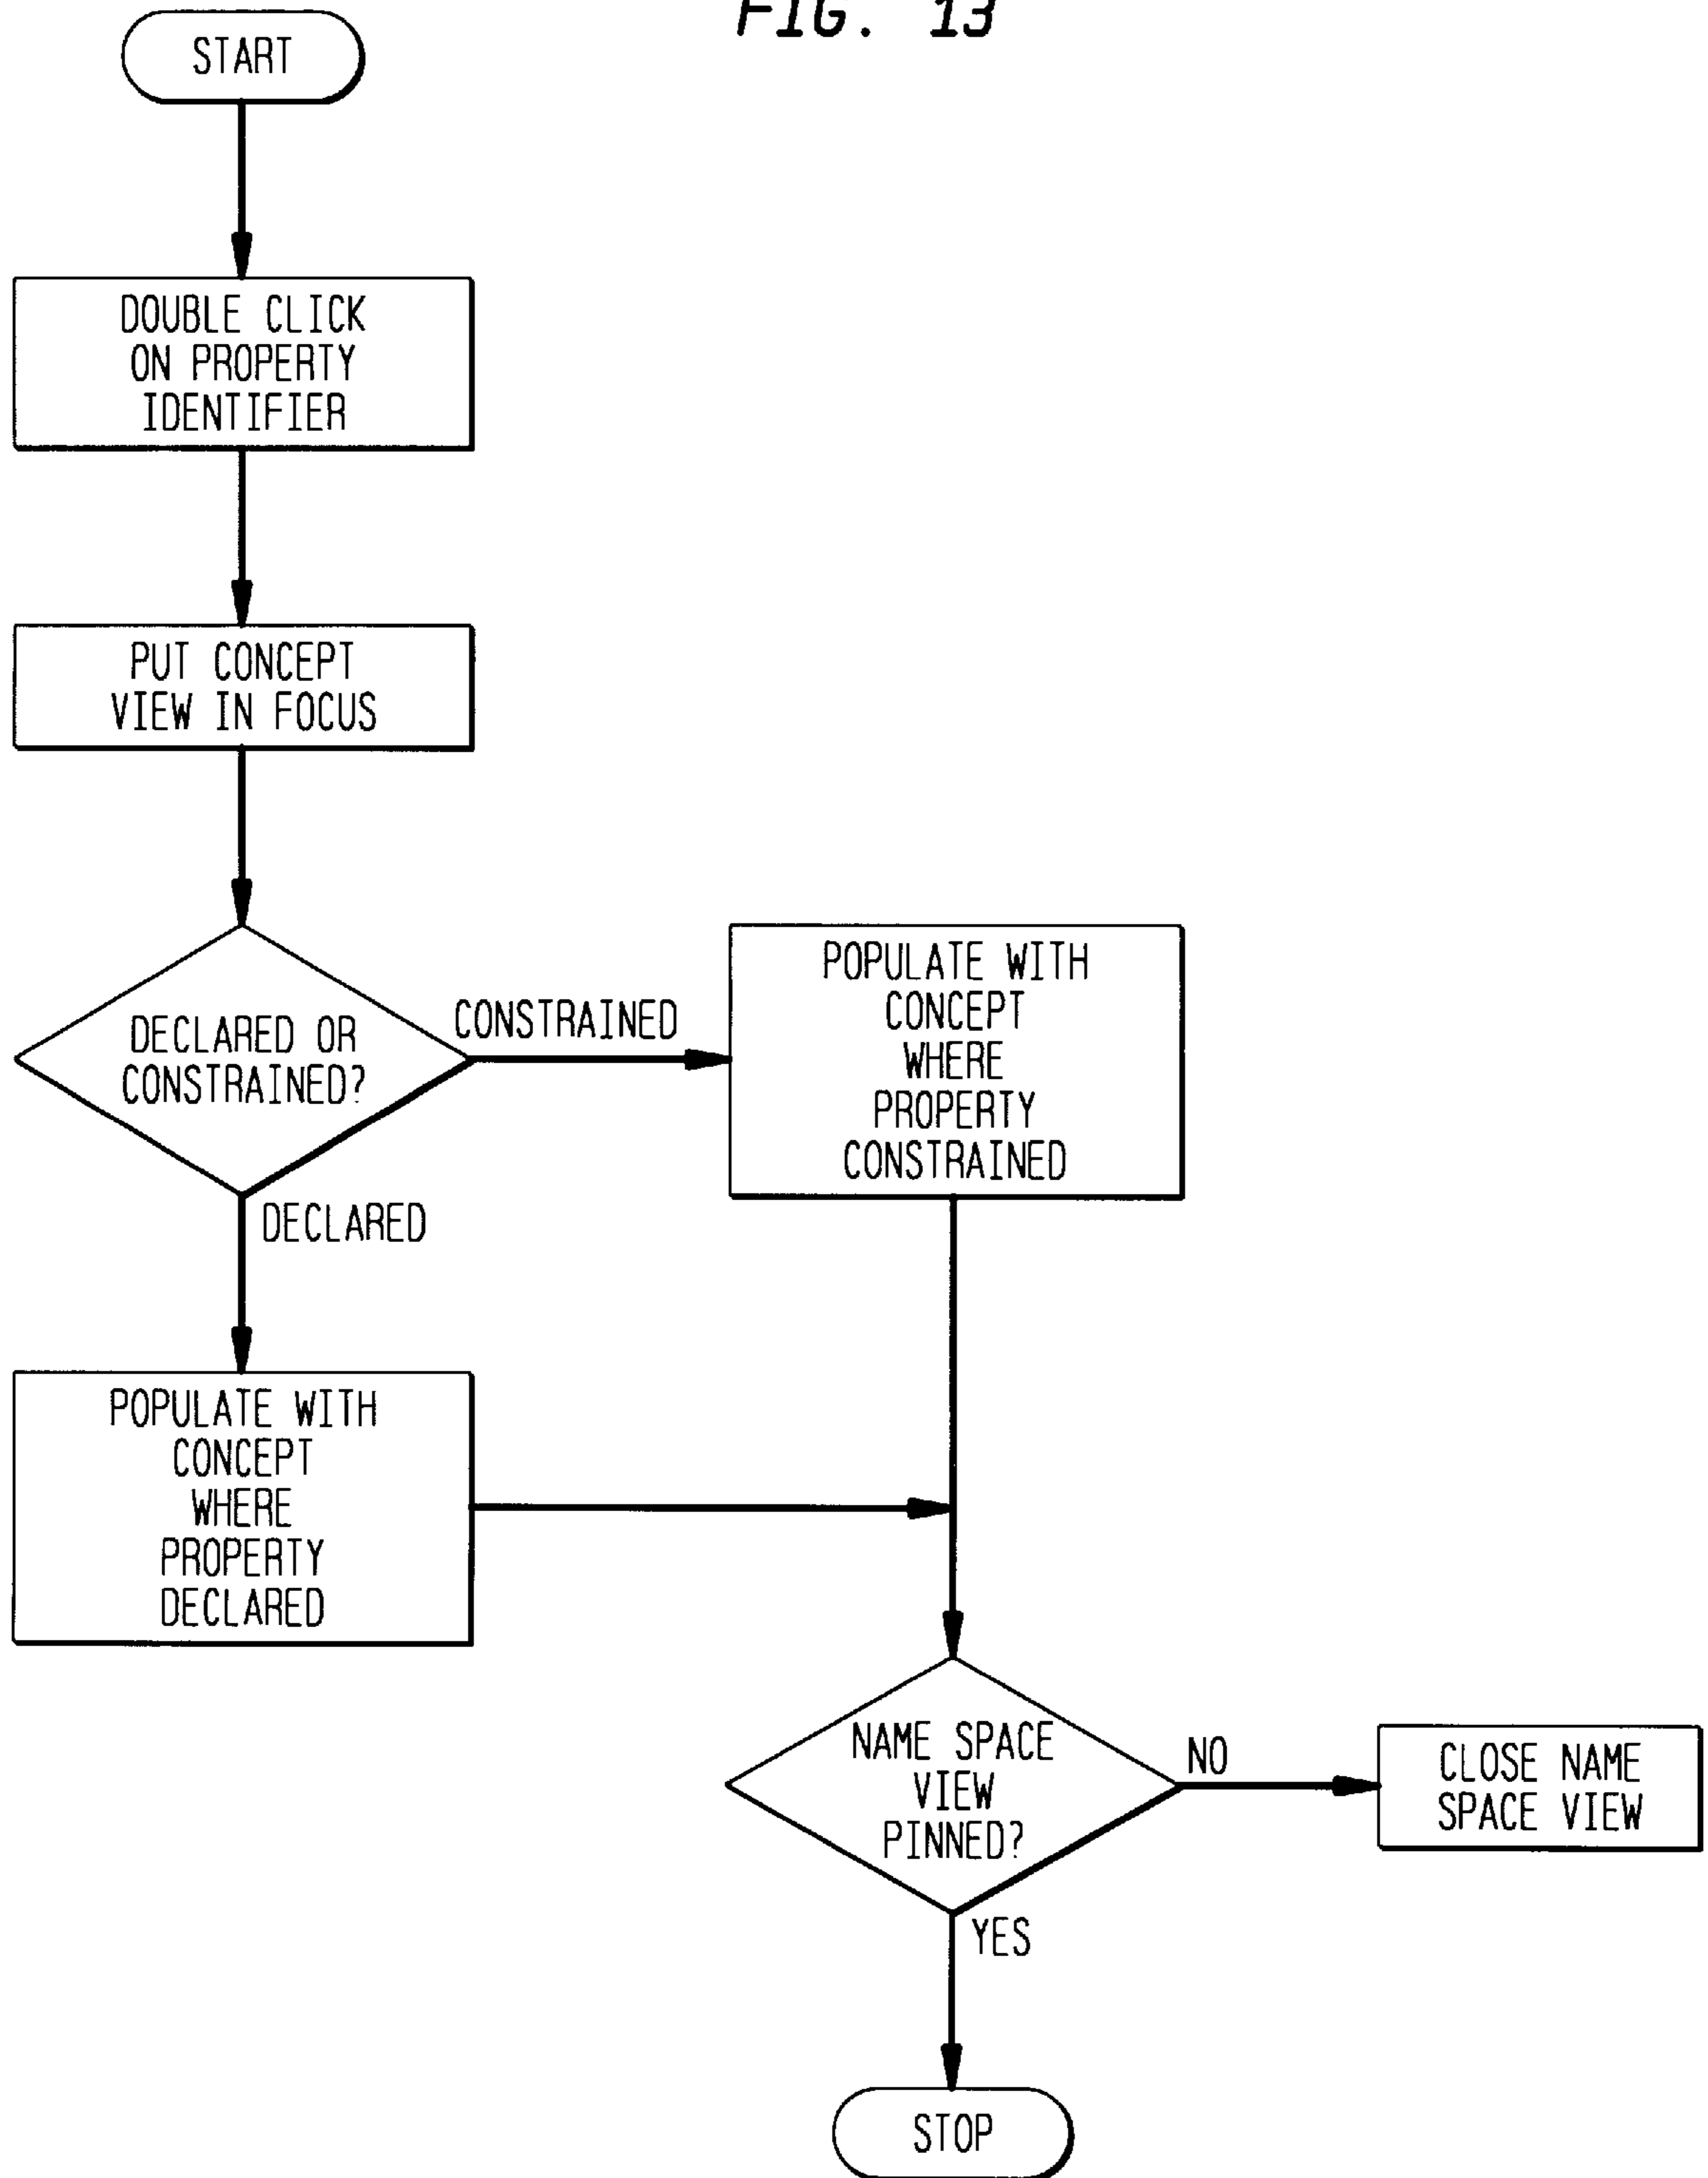 FIG. 13
START
DOUBLE CLICK
ON PROPERTY
IDENTIFIER
PUT CONCEPT
VIEW IN FOCUS
DECLARED OR
CONSTRAINED?
CONSTRAINED
POPULATE WITH
CONCEPT
WHERE
PROPERTY
CONSTRAINED
DECLARED
POPULATE WITH
CONCEPT
WHERE
PROPERTY
DECLARED
NAME SPACE
VIEW
PINNED?
NO
CLOSE NAME
SPACE VIEW
YES
STOP